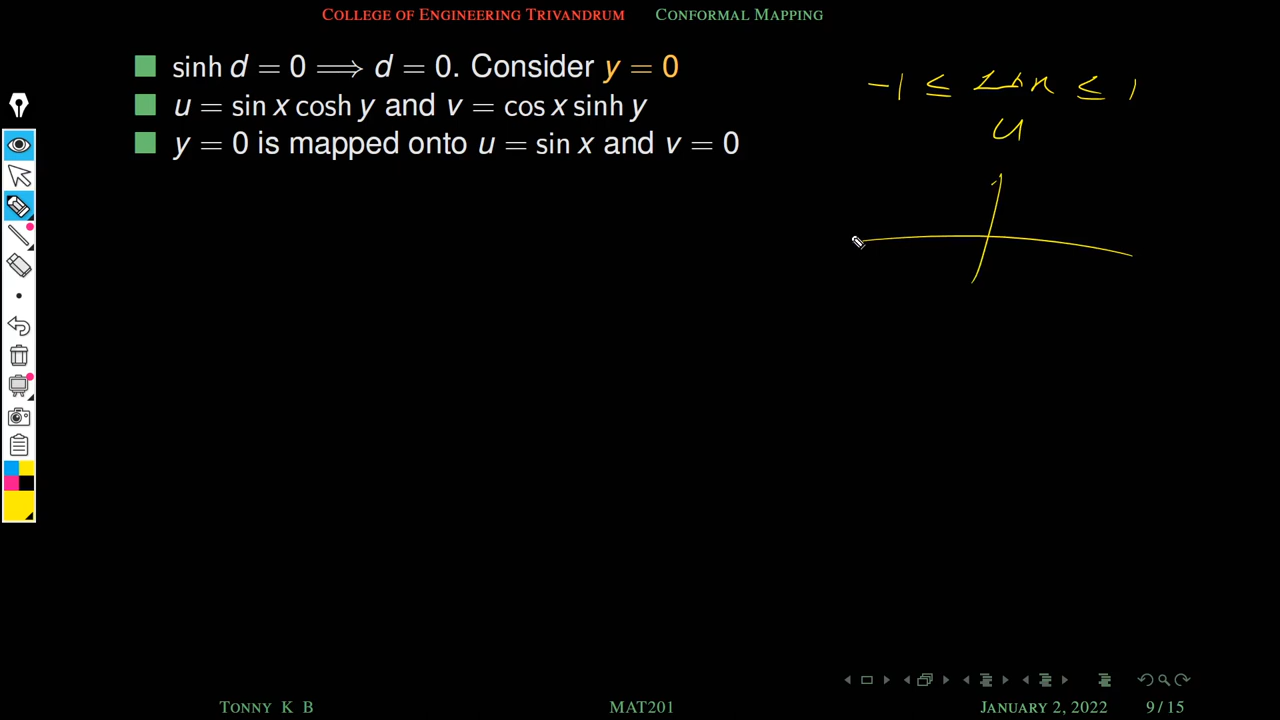 COLLEGE OF ENGINEERING TRIVANDRUM CONFORMAL MAPPING
sinh d = 0 ⟹ d = 0. Consider y = 0
u = sin x cosh y and v = cos x sinh y
y = 0 is mapped onto u = sin x and v = 0
-1 ≤ sin x ≤ 1
u
TONNY K B MAT201 JANUARY 2, 2022 9 / 15